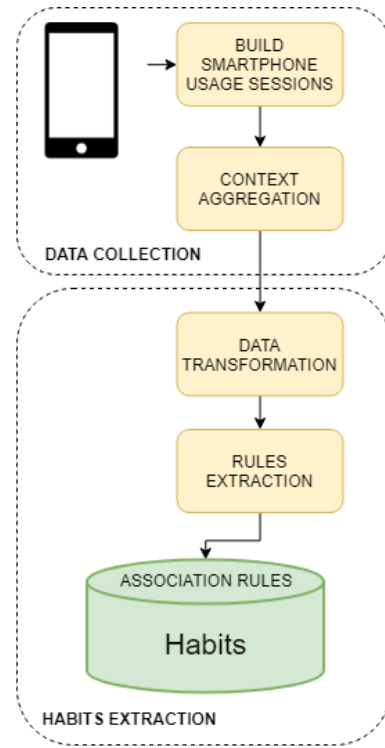 BUILD
SMARTPHONE
USAGE SESSIONS
CONTEXT
AGGREGATION
DATA COLLECTION
DATA
TRANSFORMATION
RULES
EXTRACTION
ASSOCIATION RULES
Habits
HABITS EXTRACTION